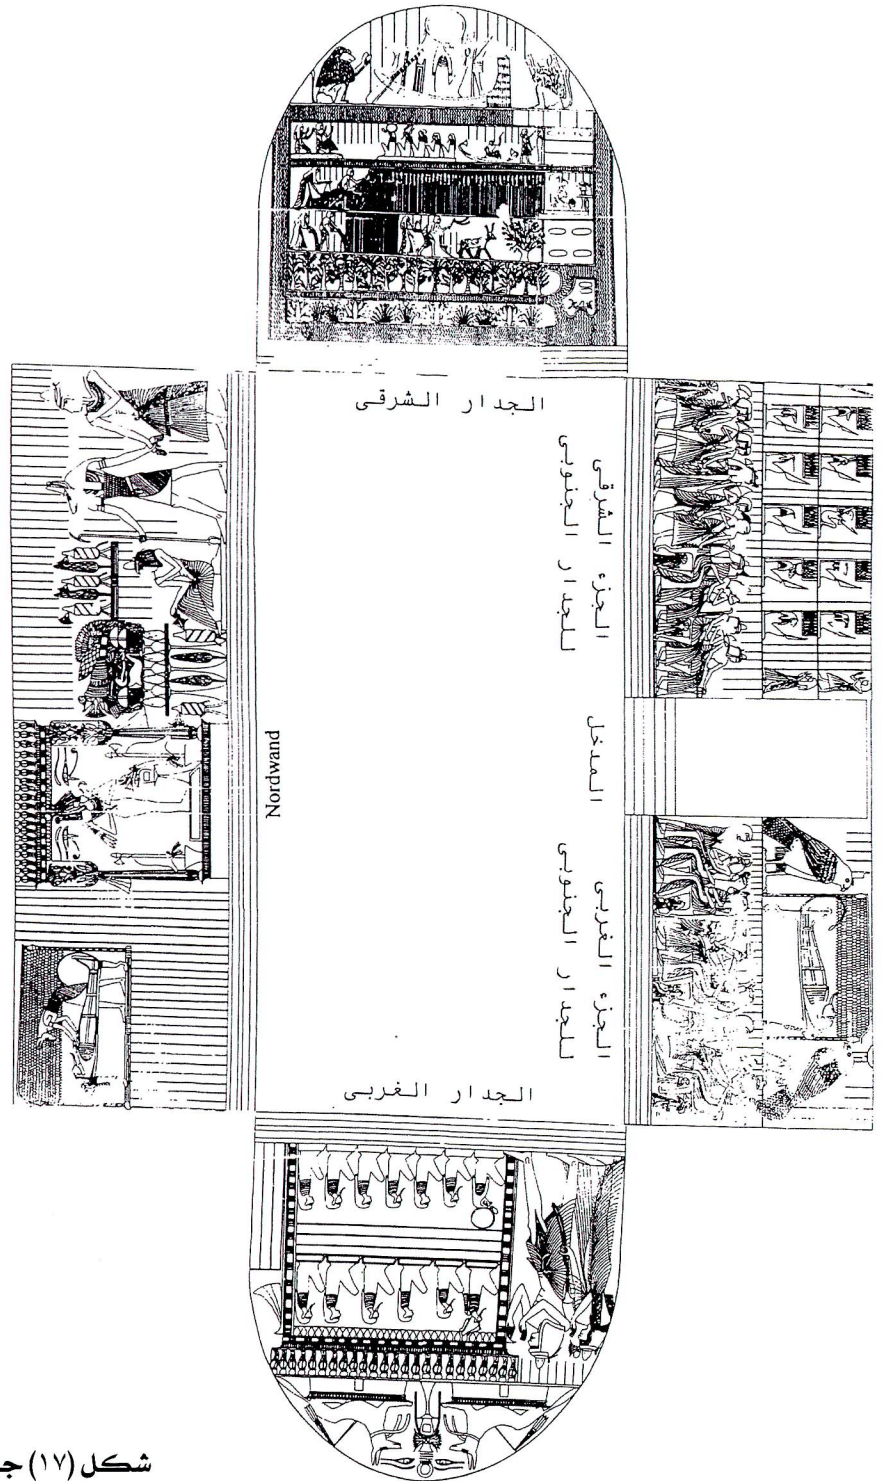 الجدار الشرقى
الجزء الشرقى
للجدار الجنوبى
المدخل
Nordwand
الجزء الغربى
للجدار الجنوبى
الجدار الغربى
شكل (١٧) ج